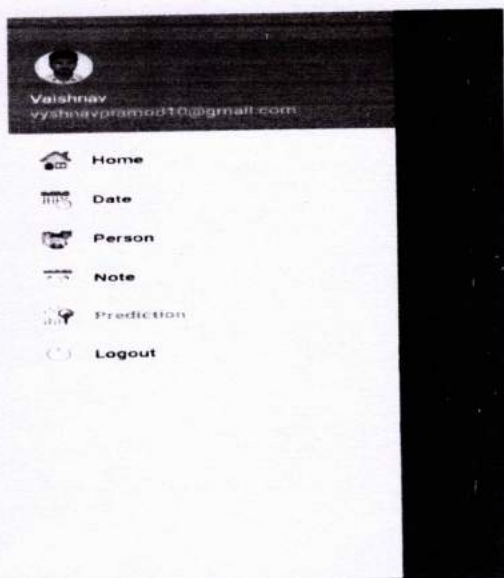 Vaishnav
vyshnavpramod10@gmail.com
Home
Date
Person
Note
Prediction
Logout